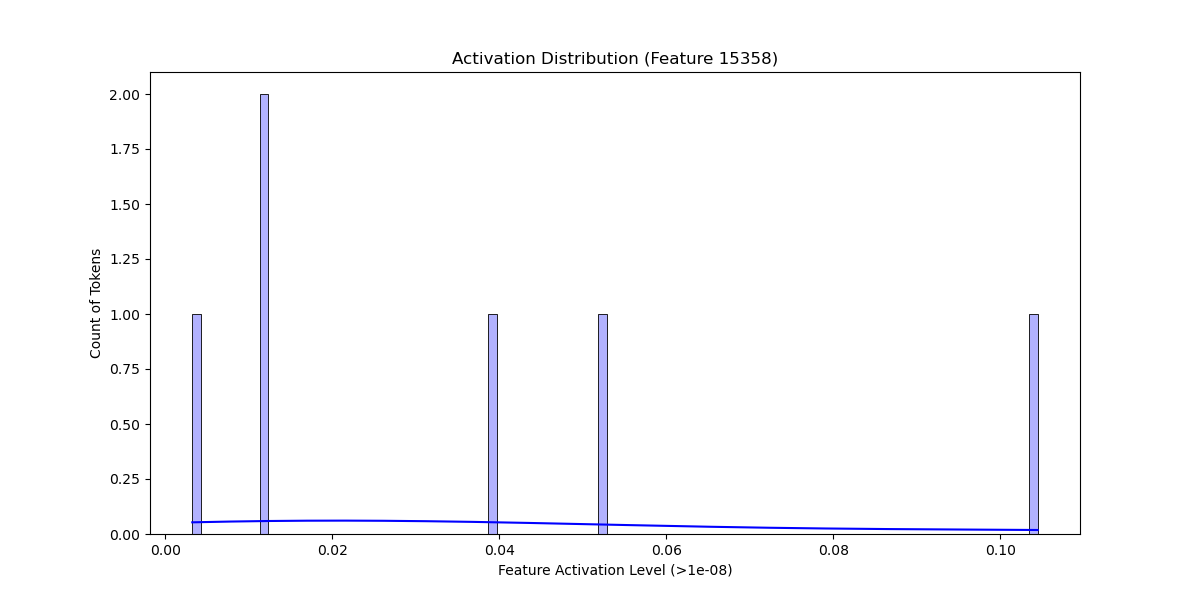 Activation Distribution (Feature 15358)
2.00
1.75
1.50
1.25
1.00
0.75
0.50
0.25
0.00
Count of Tokens
0.00 0.02 0.04 0.06 0.08 0.10
Feature Activation Level (>1e-08)